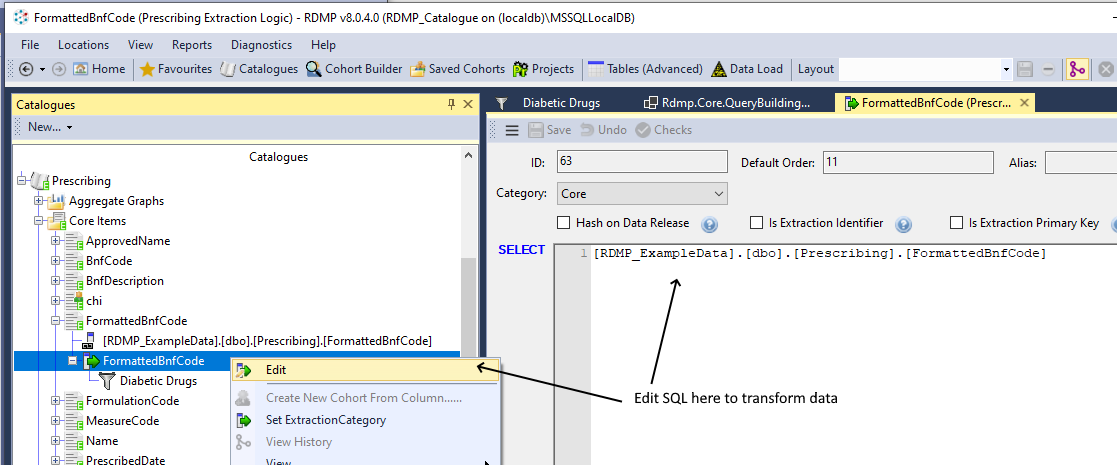 FormattedBnfCode (Prescribing Extraction Logic) - RDMP v8.0.4.0 (RDMP_Catalogue on (localdb)\MSSQLLocalDB)
File Locations View Reports Diagnostics Help
Home Favourites Catalogues Cohort Builder Saved Cohorts Projects Tables (Advanced) Data Load Layout
Catalogues
New...
Catalogues
Prescribing
Aggregate Graphs
Core Items
ApprovedName
BnfCode
BnfDescription
chi
FormattedBnfCode
[RDMP_ExampleData].[dbo].[Prescribing].[FormattedBnfCode]
FormattedBnfCode
Diabetic Drugs
FormulationCode
MeasureCode
Name
PrescribedDate
Edit
Create New Cohort From Column......
Set ExtractionCategory
View History
View
Diabetic Drugs Rdmp.Core.QueryBuilding... FormattedBnfCode (Prescr...
Save Undo Checks
ID: 63 Default Order: 11 Alias:
Category: Core
Hash on Data Release Is Extraction Identifier Is Extraction Primary Key
SELECT 1 [RDMP_ExampleData].[dbo].[Prescribing].[FormattedBnfCode]
Edit SQL here to transform data